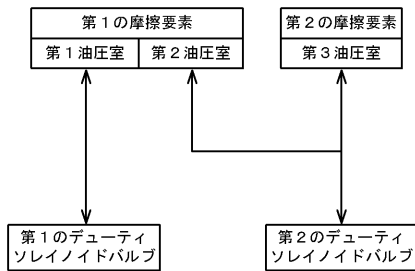 第１の摩擦要素
第１油圧室
第２油圧室
第２の摩擦要素
第３油圧室
第１のデューティ
ソレイノイドバルブ
第２のデューティ
ソレイノイドバルブ